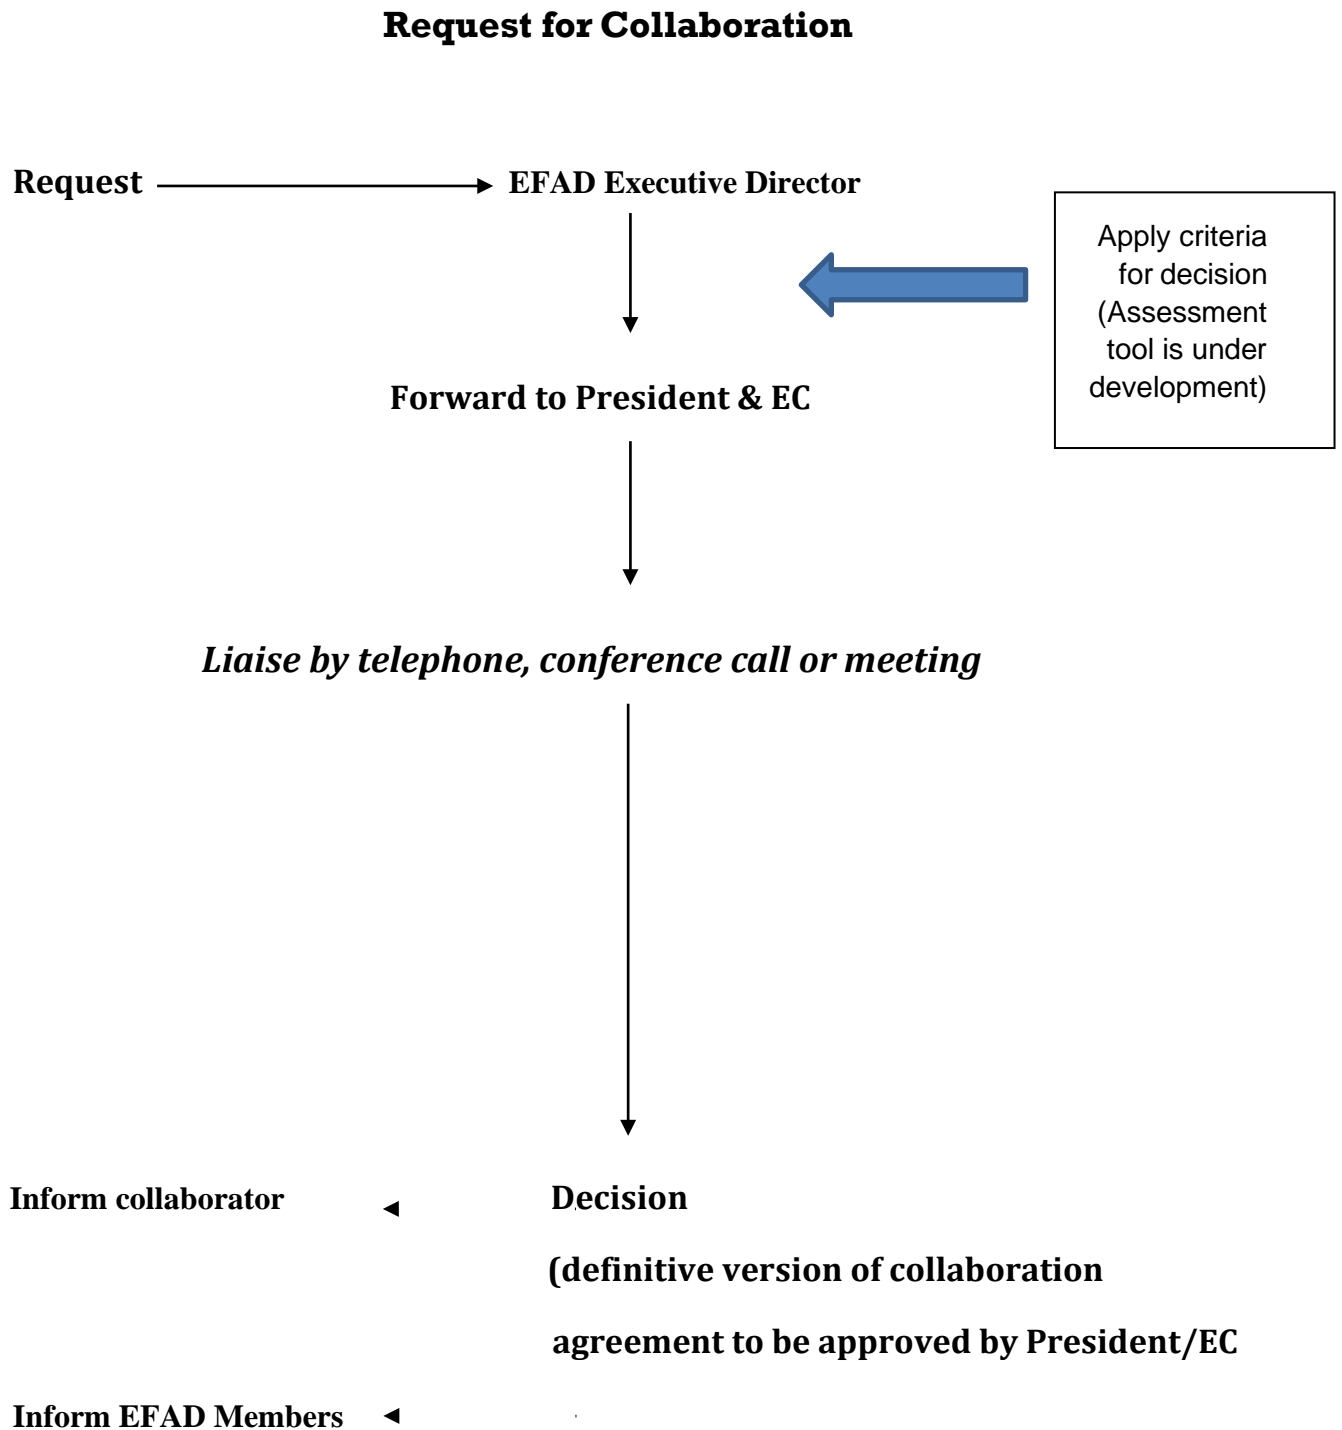 Request for Collaboration
Request
EFAD Executive Director
Apply criteria
for decision
(Assessment
tool is under
development)
Forward to President & EC
Liaise by telephone, conference call or meeting
Inform collaborator
Decision
(definitive version of collaboration
agreement to be approved by President/EC
Inform EFAD Members